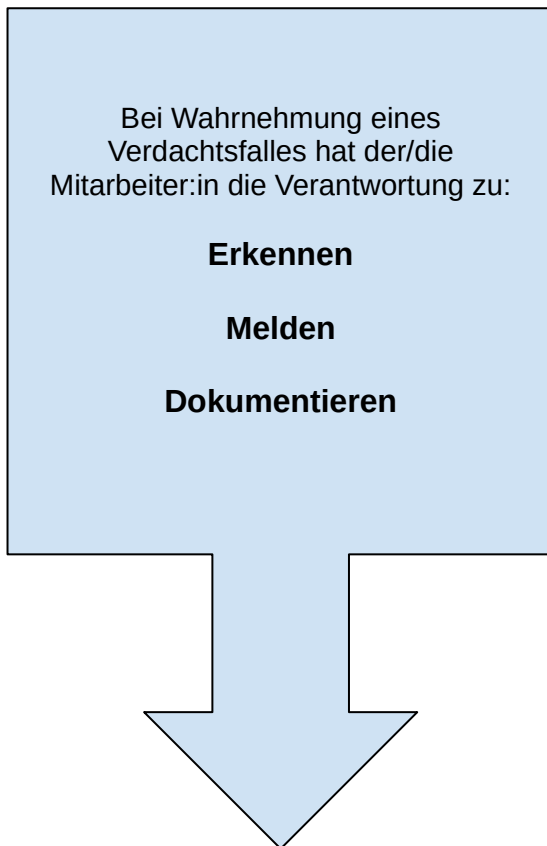 Bei Wahrnehmung eines
Verdachtsfalles hat der/die
Mitarbeiter:in die Verantwortung zu:
Erkennen
Melden
Dokumentieren